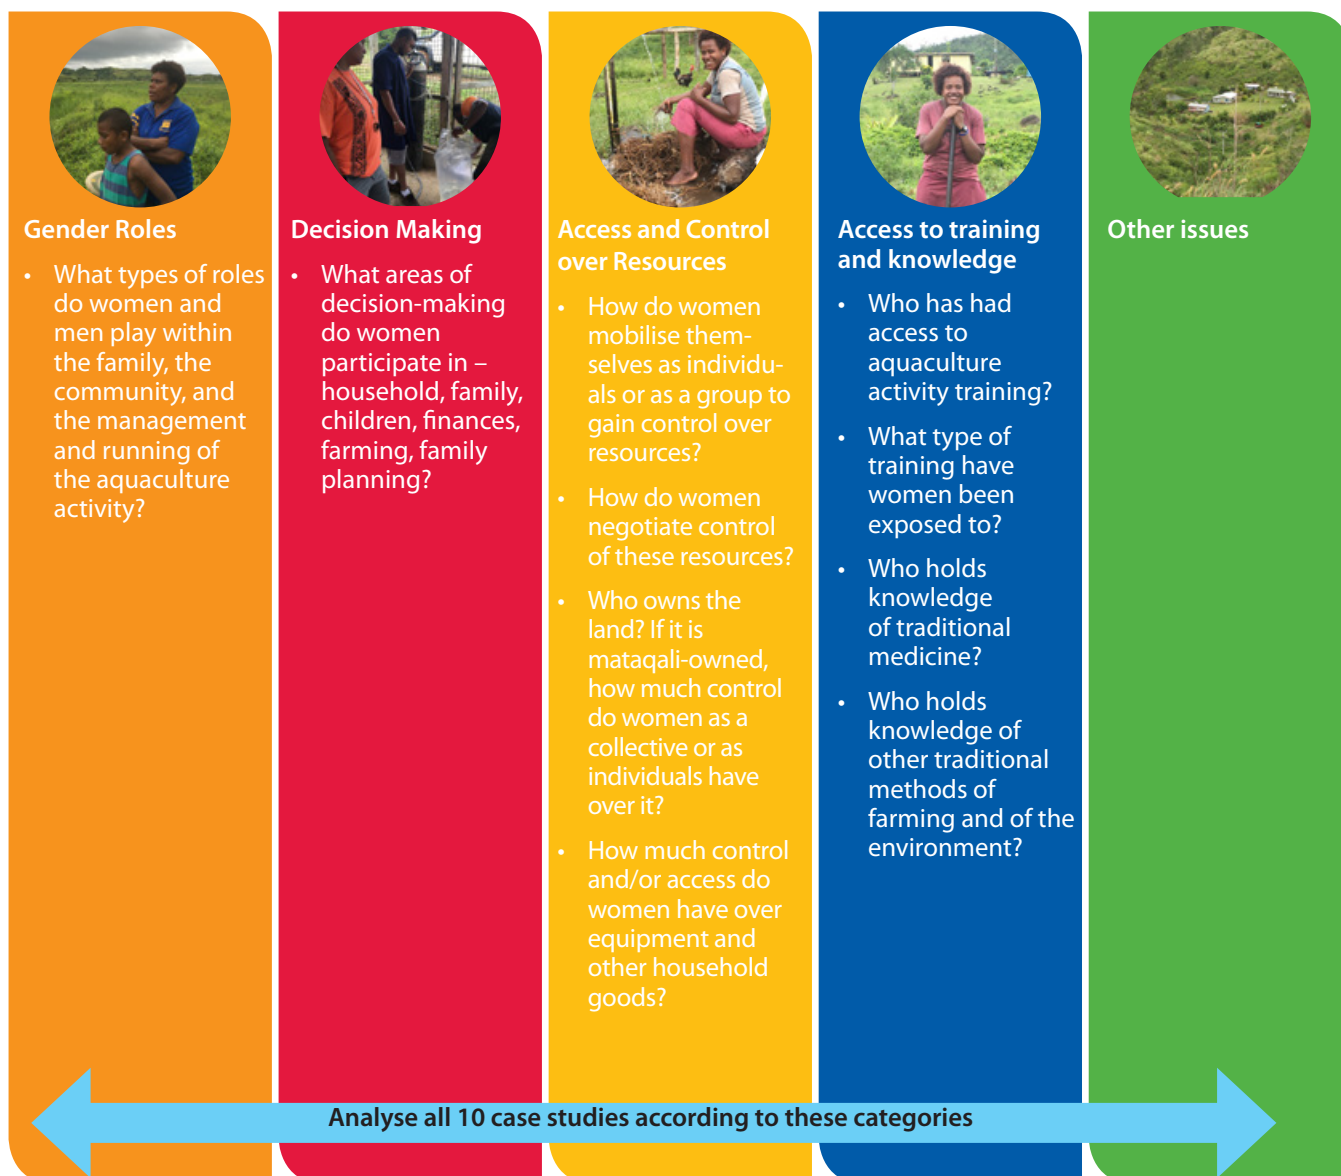 Gender Roles
• What types of roles
do women and
men play within
the family, the
community, and
the management
and running of
the aquaculture
activity?
Decision Making
• What areas of
decision-making
do women
participate in –
household, family,
children, finances,
farming, family
planning?
Access and Control
over Resources
• How do women
mobilise them-
selves as individu-
als or as a group to
gain control over
resources?
• How do women
negotiate control
of these resources?
• Who owns the
land? If it is
mataqali-owned,
how much control
do women as a
collective or as
individuals have
over it?
• How much control
and/or access do
women have over
equipment and
other household
goods?
Access to training
and knowledge
• Who has had
access to
aquaculture
activity training?
• What type of
training have
women been
exposed to?
• Who holds
knowledge
of traditional
medicine?
• Who holds
knowledge of
other traditional
methods of
farming and of the
environment?
Other issues
Analyse all 10 case studies according to these categories